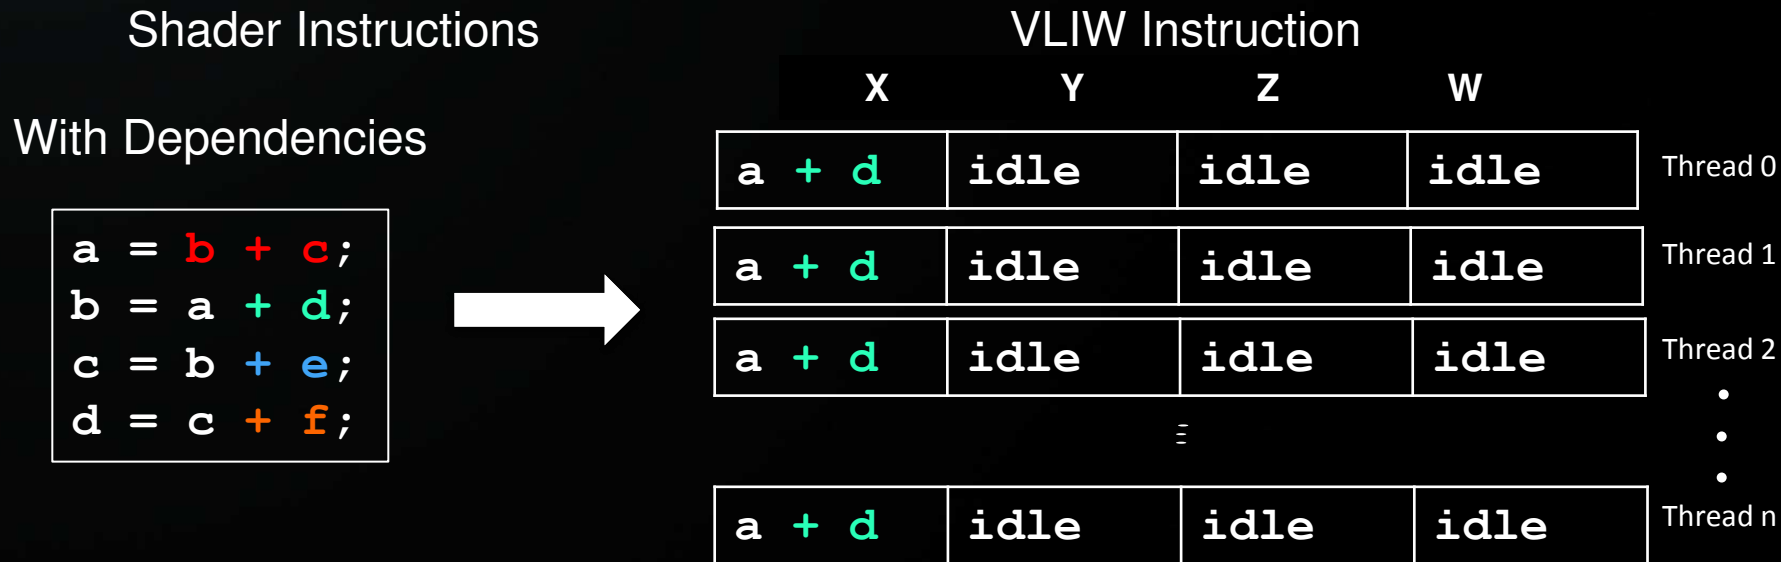 Shader Instructions
VLIW Instruction
With Dependencies
a = b + c;
b = a + d;
c = b + e;
d = c + f;
X Y Z W
a + d idle idle idle Thread 0
a + d idle idle idle Thread 1
a + d idle idle idle Thread 2
a + d idle idle idle Thread n